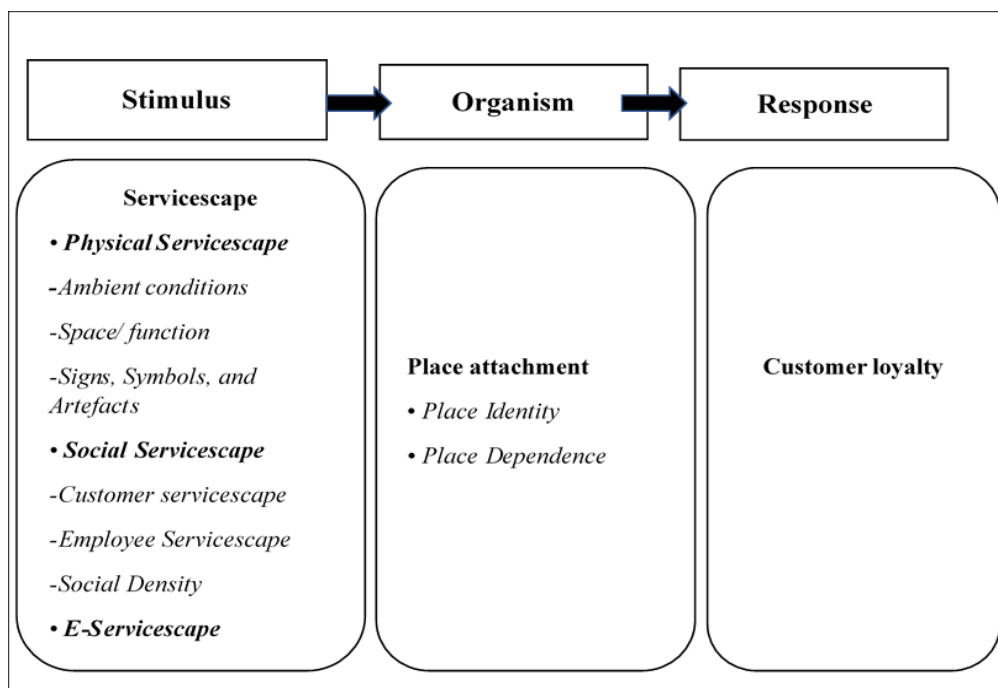 Stimulus
Organism
Response
Servicescape
• Physical Servicescape
-Ambient conditions
-Space/ function
-Signs, Symbols, and
Artefacts
• Social Servicescape
-Customer servicescape
-Employee Servicescape
-Social Density
• E-Servicescape
Place attachment
• Place Identity
• Place Dependence
Customer loyalty